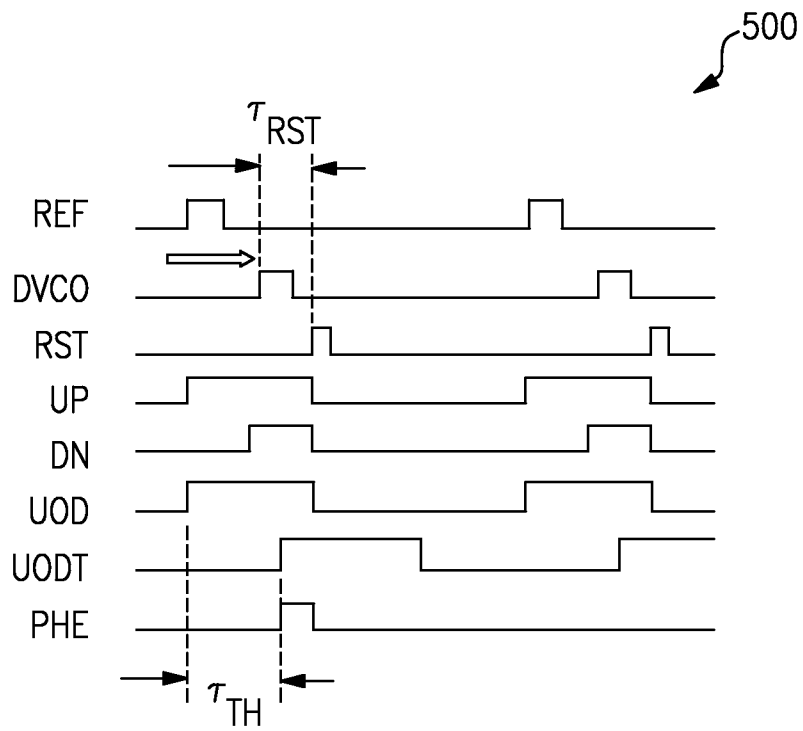 500
τRST
REF
DVCO
RST
UP
DN
UOD
UODT
PHE
τTH